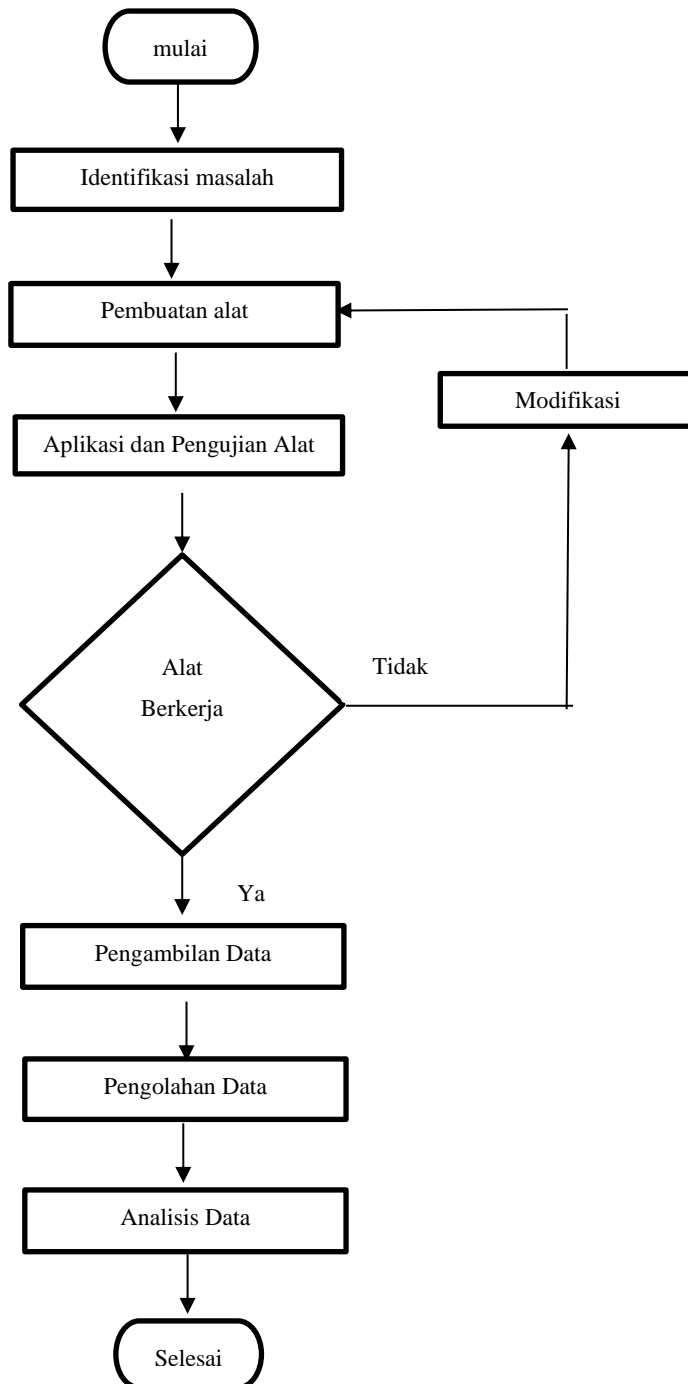 mulai
Identifikasi masalah
Pembuatan alat
Modifikasi
Aplikasi dan Pengujian Alat
Alat
Berkerja
Tidak
Ya
Pengambilan Data
Pengolahan Data
Analisis Data
Selesai